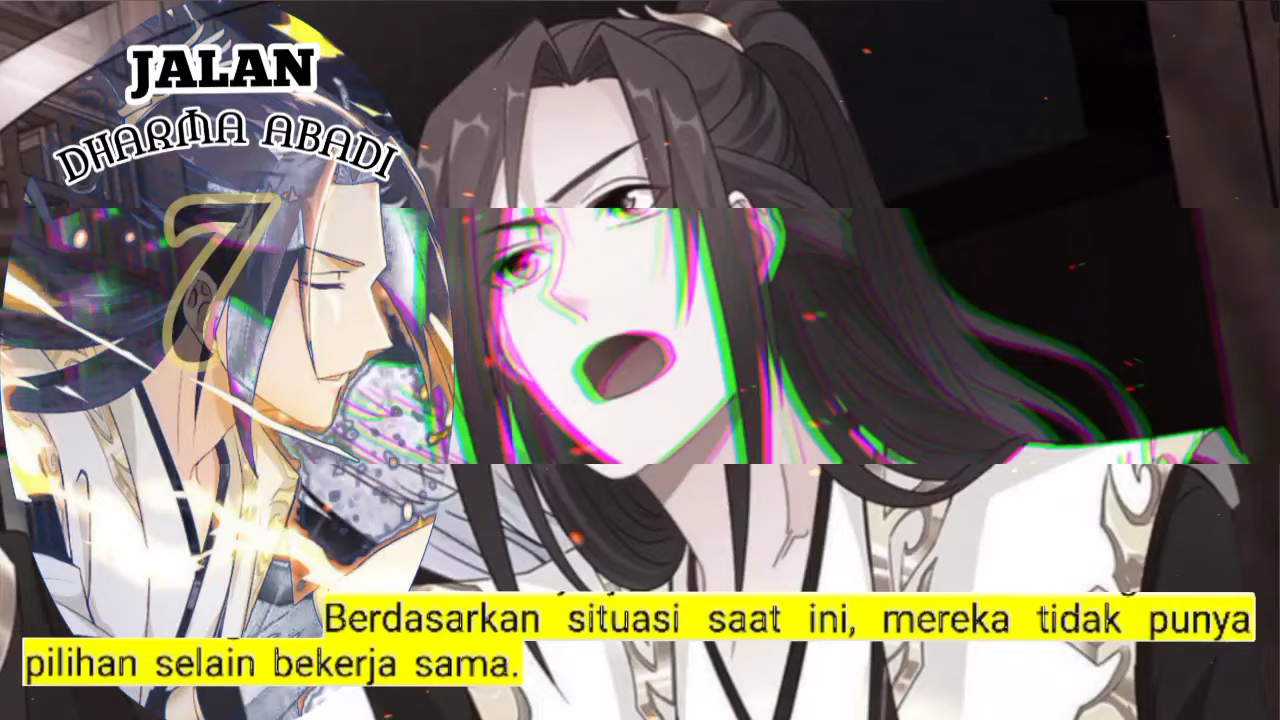 JALAN
DHARMA ABADI
7
Berdasarkan situasi saat ini, mereka tidak punya
pilihan selain bekerja sama.